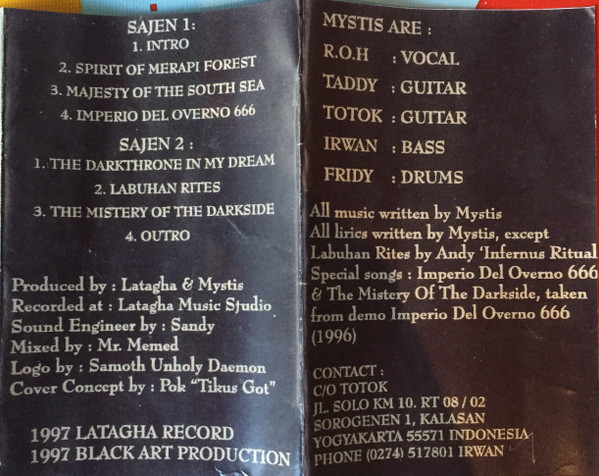 SAJEN 1:
1. INTRO
2. SPIRIT OF MERAPI FOREST
3. MAJESTY OF THE SOUTH SEA
4. IMPERIO DEL OVERNO 666
SAJEN 2 :
1. THE DARKTHRONE IN MY DREAM
2. LABUHAN RITES
3. THE MISTERY OF THE DARKSIDE
4. OUTRO
Produced by : Latagha & Mystis
Recorded at : Latagha Music Studio
Sound Engineer by : Sandy
Mixed by : Mr. Memed
Logo by : Samoth Unholy Daemon
Cover Concept by : Pok "Tikus Got"
1997 LATAGHA RECORD
1997 BLACK ART PRODUCTION
MYSTIS ARE :
R.O.H : VOCAL
TADDY : GUITAR
TOTOK : GUITAR
IRWAN : BASS
FRIDY : DRUMS
All music written by Mystis
All lirics written by Mystis, except
Labuhan Rites by Andy 'Infernus Ritual
Special songs : Imperio Del Overno 666
& The Mistery Of The Darkside, taken
from demo Imperio Del Overno 666
(1996)
CONTACT :
C/O TOTOK
JL. SOLO KM 10. RT 08 / 02
SOROGENEN 1, KALASAN
YOGYAKARTA 55571 INDONESIA
PHONE (0274) 517801 IRWAN